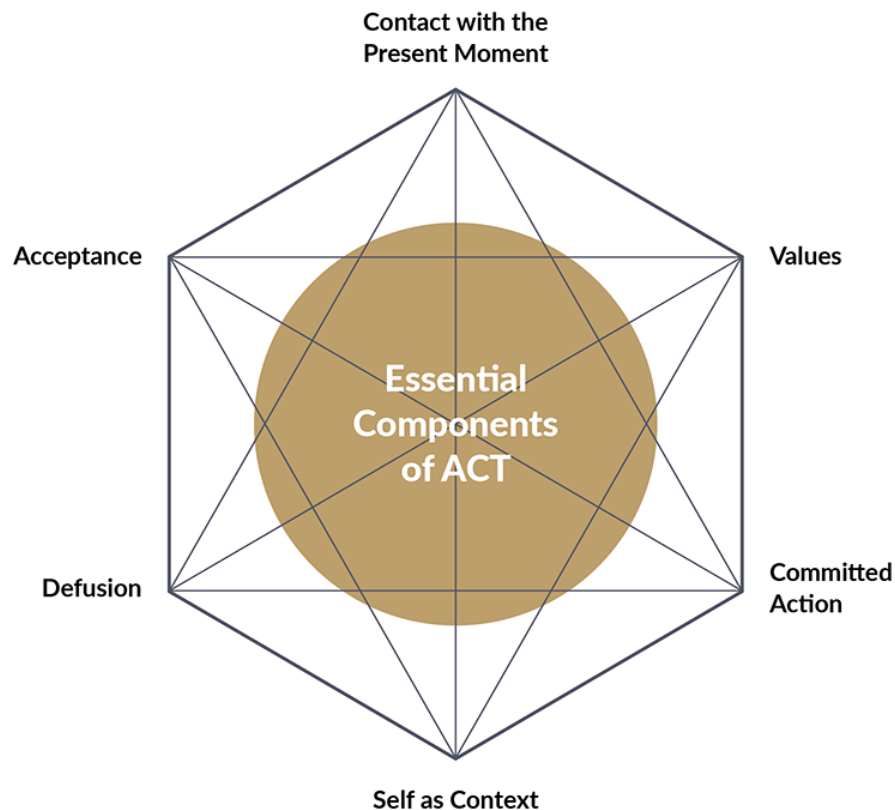 Contact with the
Present Moment
Acceptance
Values
Essential
Components
of ACT
Defusion
Committed
Action
Self as Context